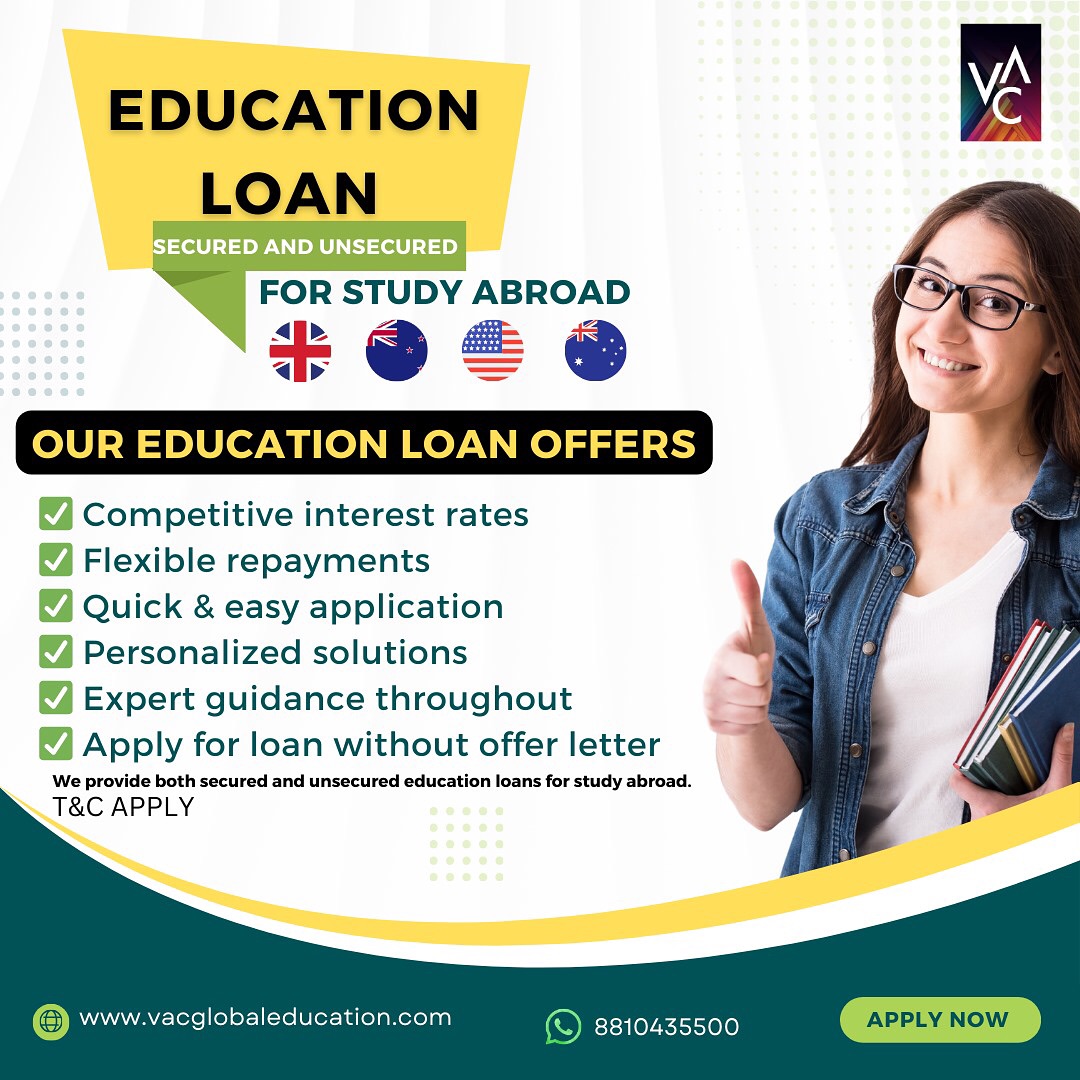 EDUCATION
LOAN
SECURED AND UNSECURED
FOR STUDY ABROAD
VAC
OUR EDUCATION LOAN OFFERS
Competitive interest rates
Flexible repayments
Quick & easy application
Personalized solutions
Expert guidance throughout
Apply for loan without offer letter
We provide both secured and unsecured education loans for study abroad.
T&C APPLY
www.vacglobaleducation.com
8810435500
APPLY NOW